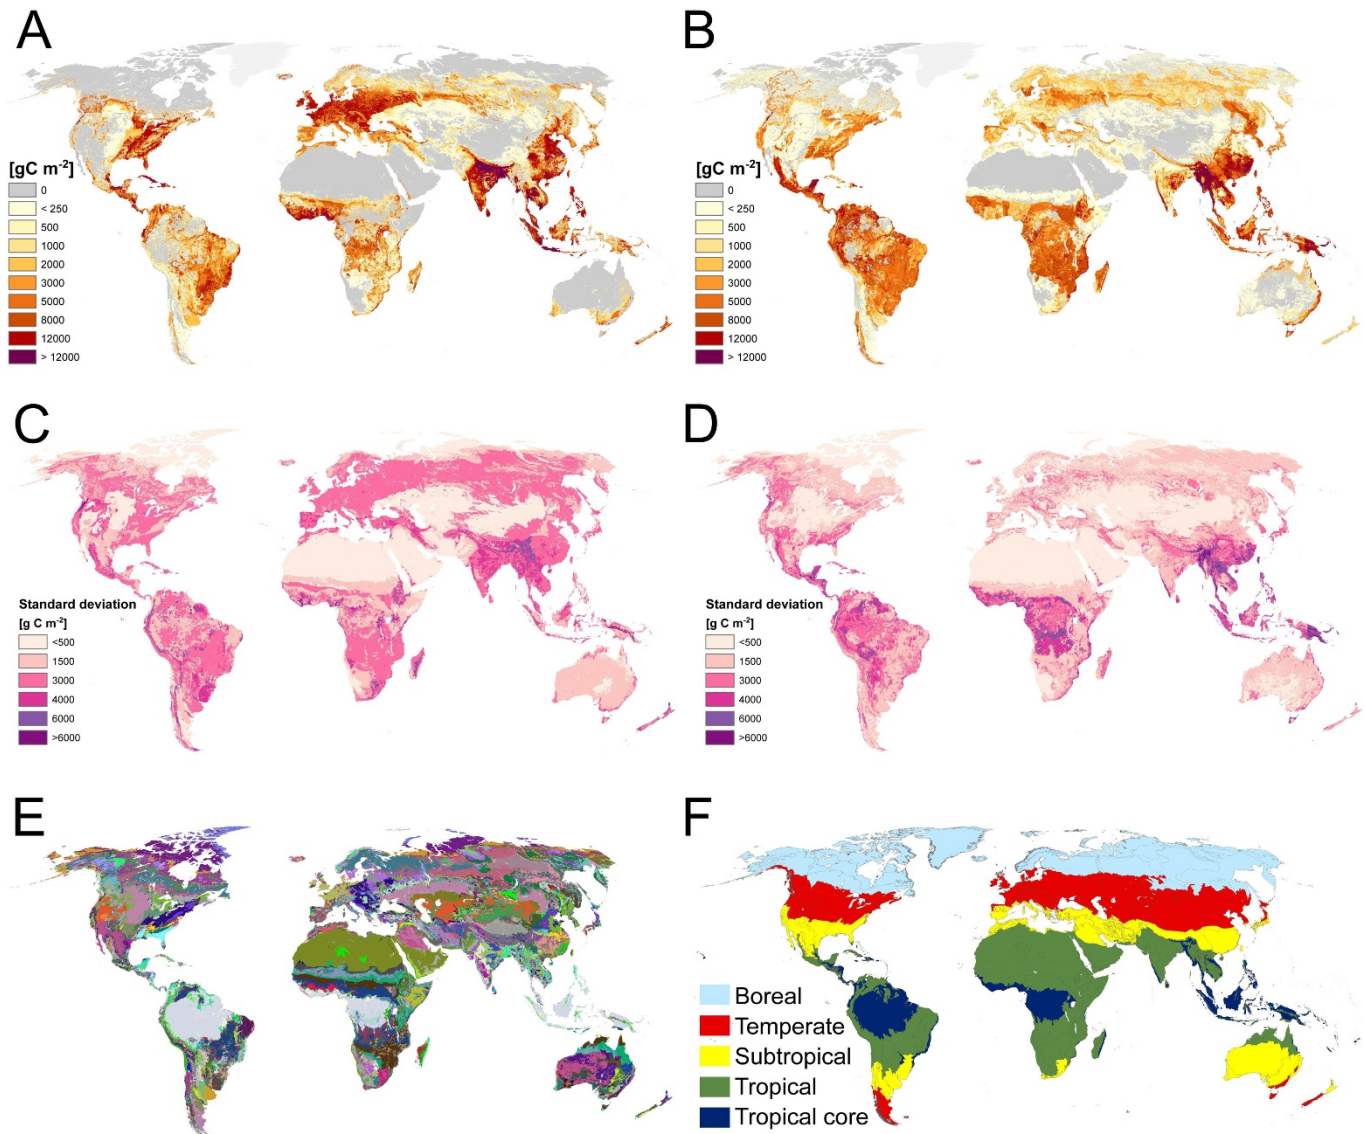 A
[gC m⁻²]
0
< 250
500
1000
2000
3000
5000
8000
12000
> 12000
B
[gC m⁻²]
0
< 250
500
1000
2000
3000
5000
8000
12000
> 12000
C
Standard deviation
[g C m⁻²]
<500
1500
3000
4000
6000
>6000
D
Standard deviation
[g C m⁻²]
<500
1500
3000
4000
6000
>6000
E
F
Boreal
Temperate
Subtropical
Tropical
Tropical core